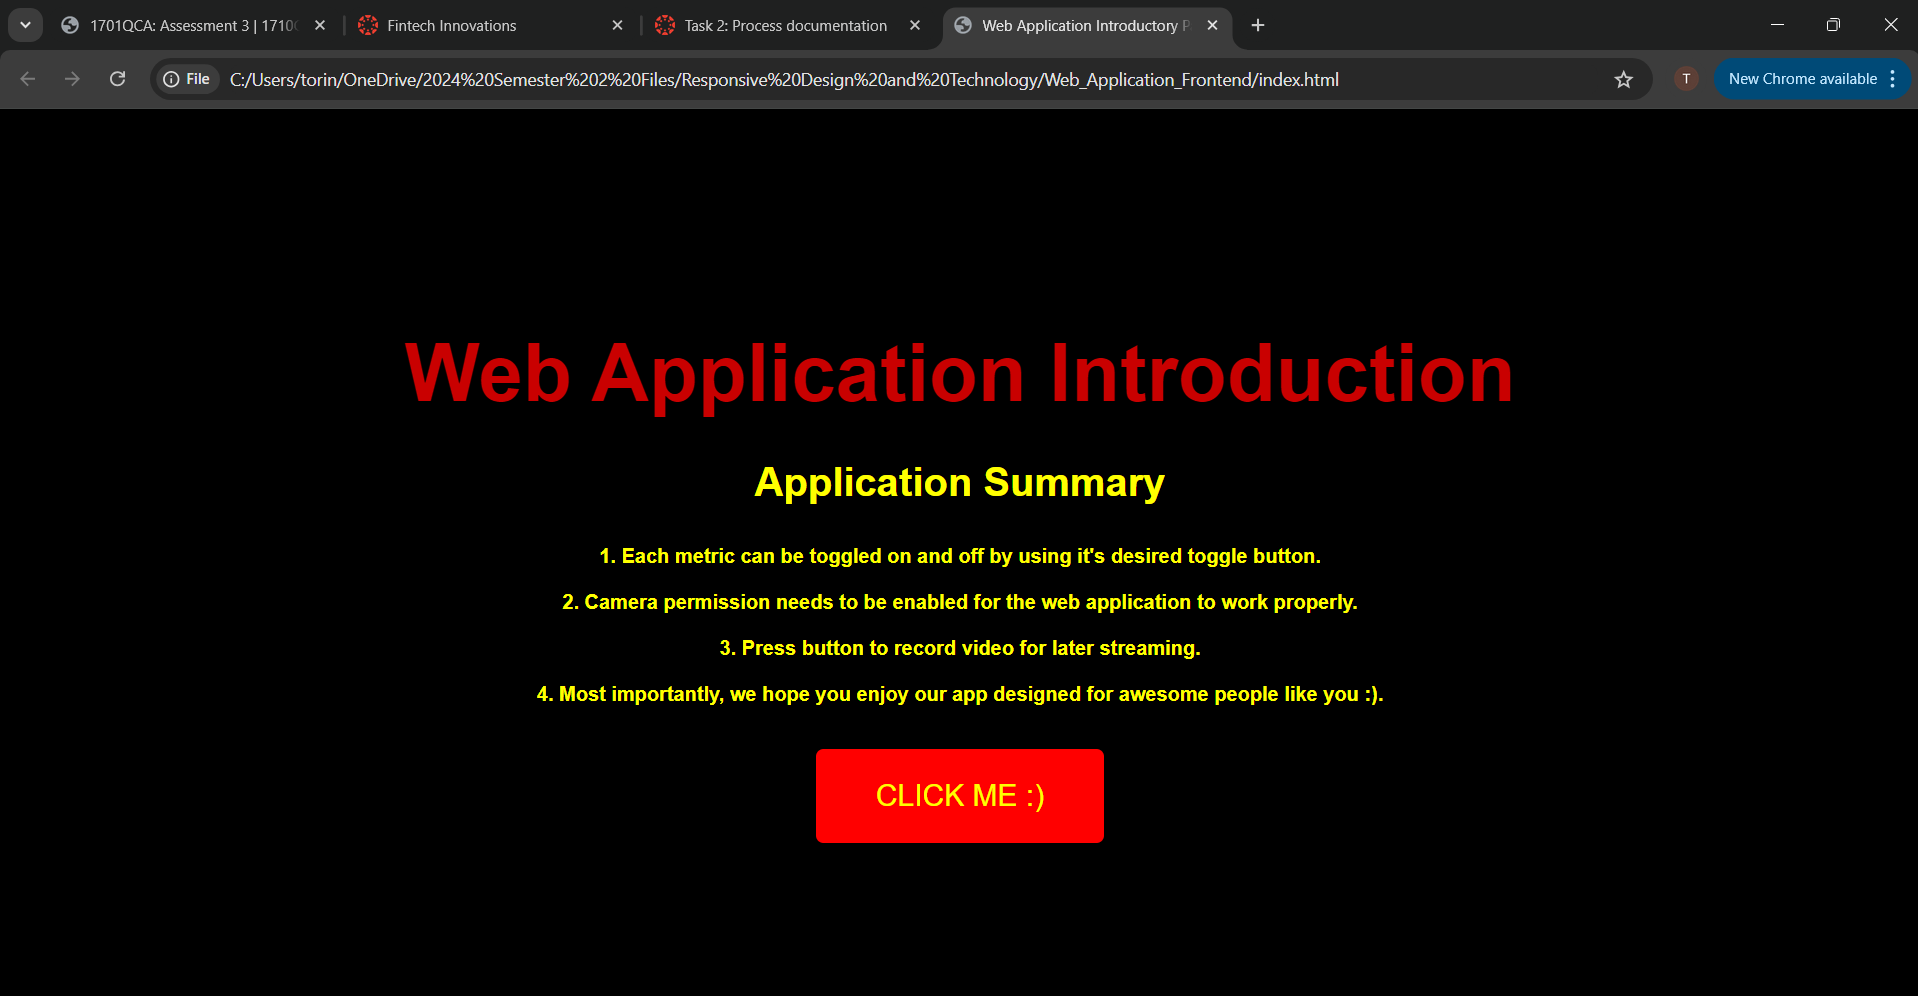 1701QCA: Assessment 3 | 1710
Fintech Innovations
Task 2: Process documentation
Web Application Introductory P
File
C:/Users/torin/OneDrive/2024%20Semester%202%20Files/Responsive%20Design%20and%20Technology/Web_Application_Frontend/index.html
T
New Chrome available
Web Application Introduction
Application Summary
1. Each metric can be toggled on and off by using it's desired toggle button.
2. Camera permission needs to be enabled for the web application to work properly.
3. Press button to record video for later streaming.
4. Most importantly, we hope you enjoy our app designed for awesome people like you :).
CLICK ME :)